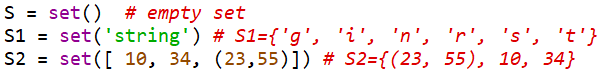 S = set()  # empty set
S1 = set('string') # S1={'g', 'i', 'n', 'r', 's', 't'}
S2 = set([ 10, 34, (23,55)]) # S2={(23, 55), 10, 34}